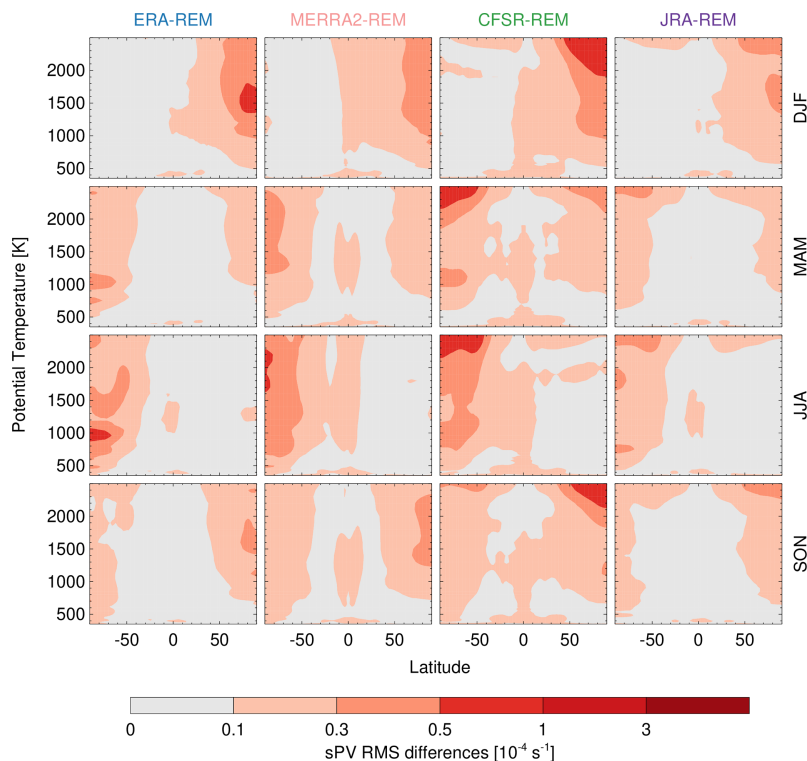 ERA-REM MERRA2-REM CFSR-REM JRA-REM
2500
2000
1500
1000
500
DJF
2000
1500
1000
500
MAM
2000
1500
1000
500
JJA
2000
1500
1000
500
SON
Potential Temperature [K]
-50 0 50 -50 0 50 -50 0 50 -50 0 50
Latitude
0 0.1 0.3 0.5 1 3
sPV RMS differences [10⁻⁴ s⁻¹]